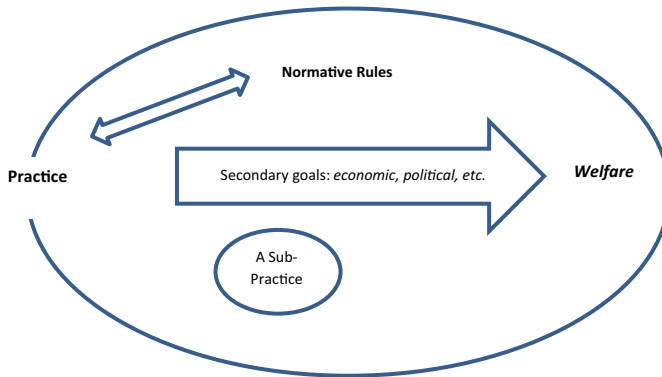 Normative Rules
Practice
Secondary goals: economic, political, etc.
Welfare
A Sub-
Practice